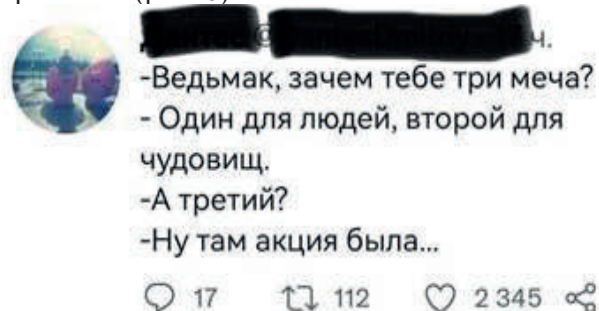 ч.
-Ведьмак, зачем тебе три меча?
- Один для людей, второй для
чудовищ.
-А третий?
-Ну там акция была...
17 112 2 345